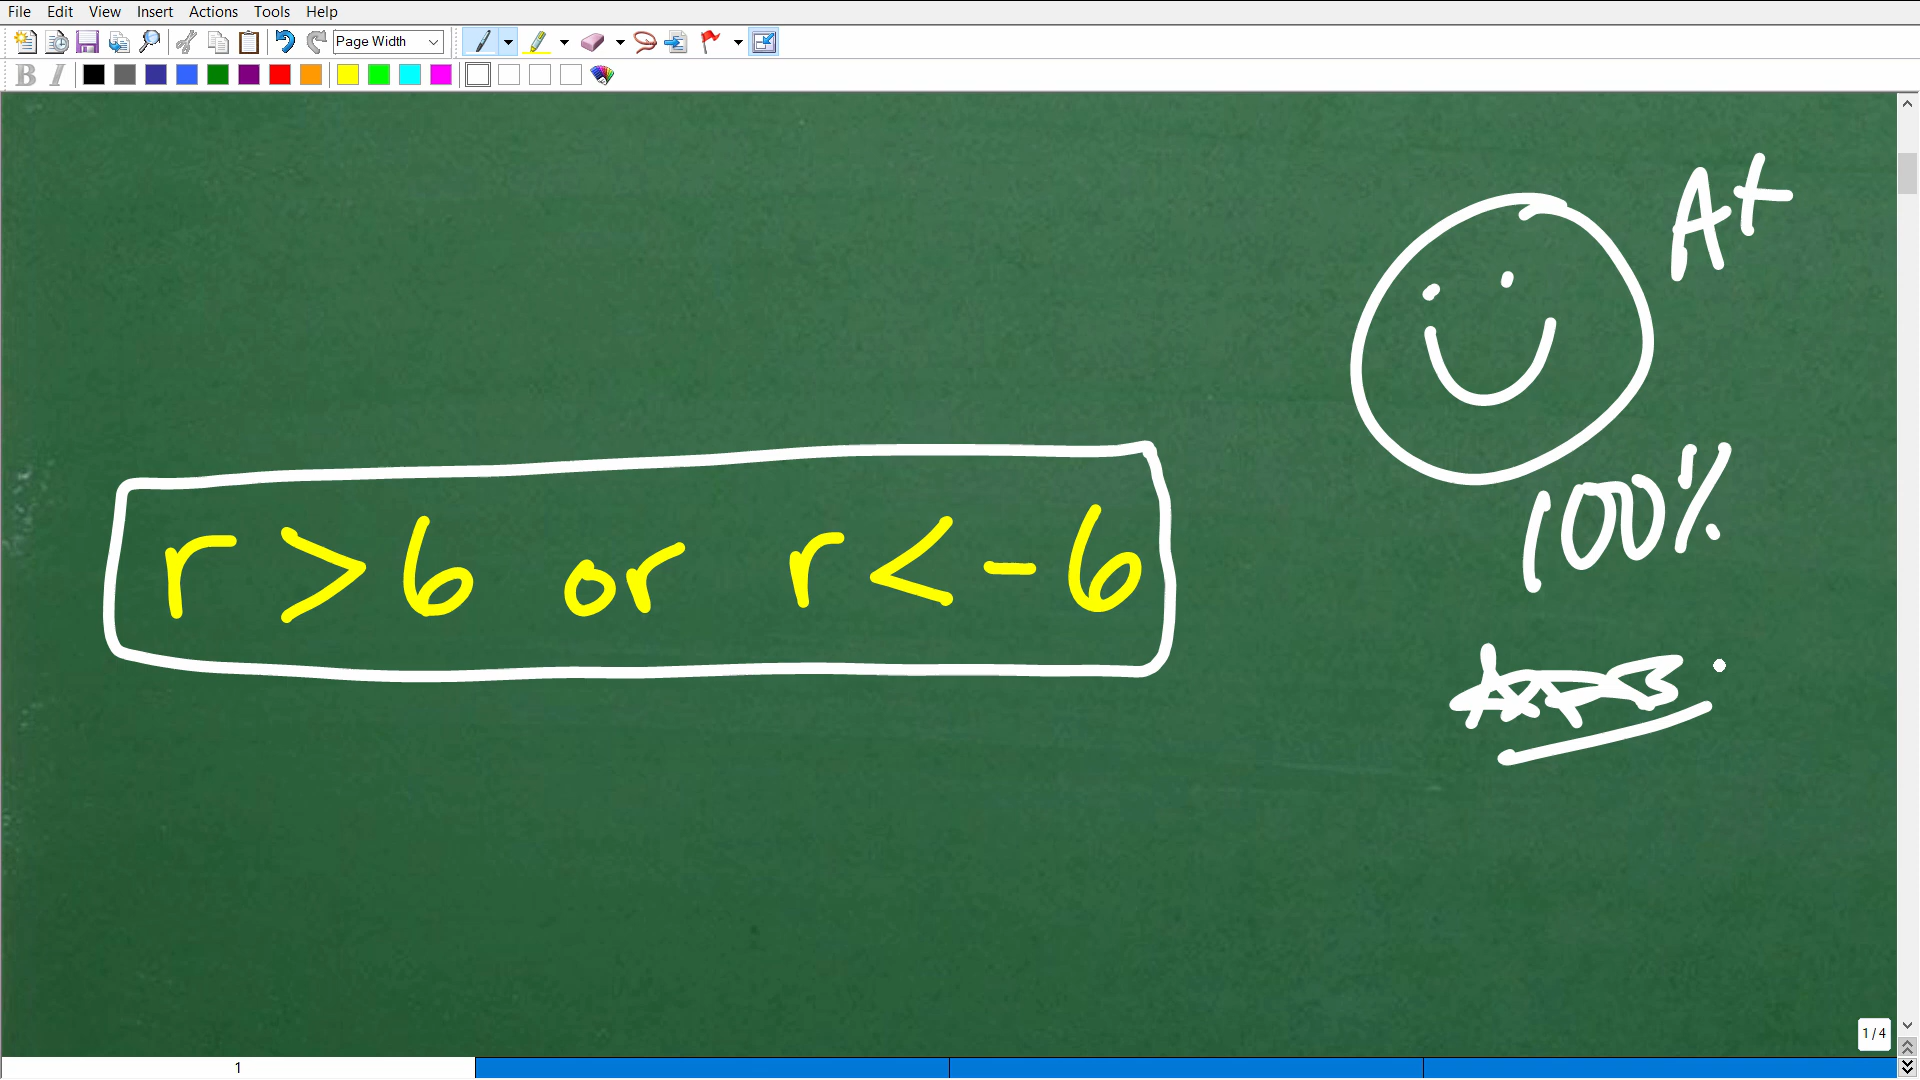 File Edit View Insert Actions Tools Help
Page Width
B I
A+
100%
r > 6 or r < - 6
1 / 4
1